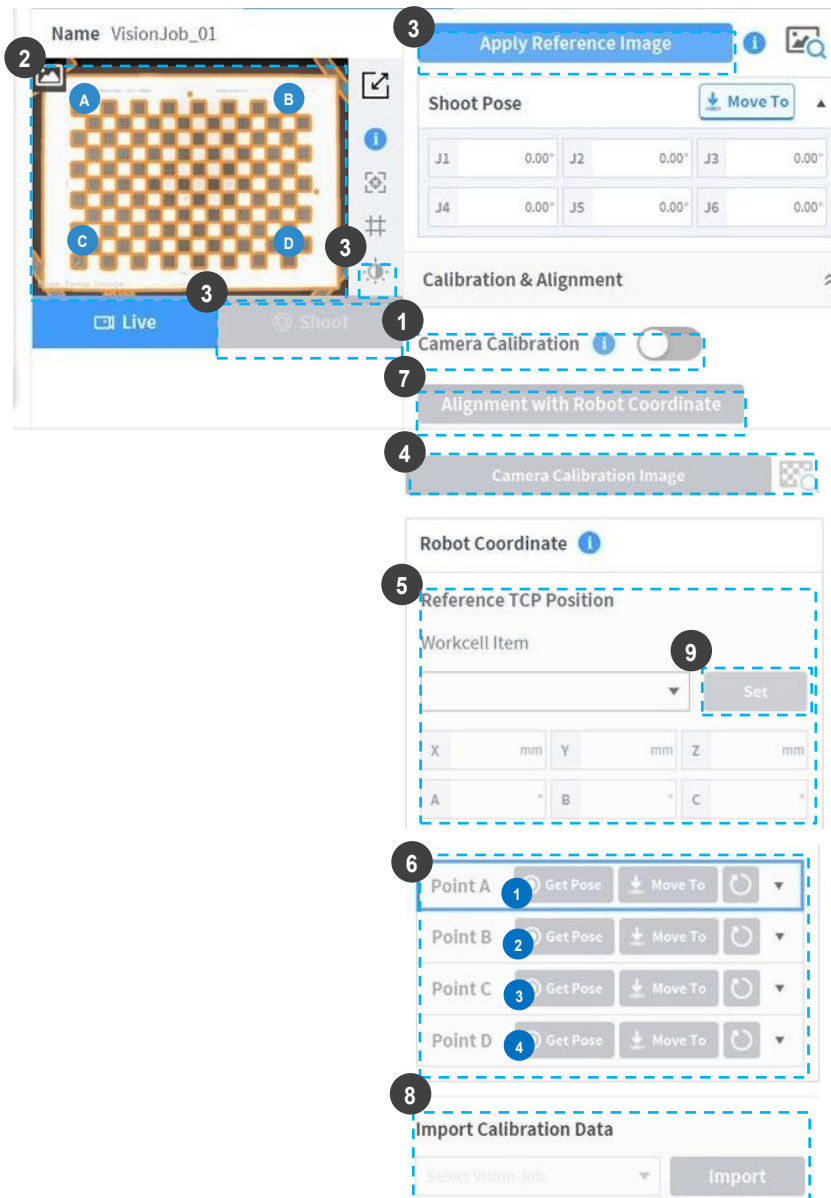 Name VisionJob_01
2
A
B
C
D
3
3
Live
Shoot
3
Apply Reference Image
Shoot Pose
Move To
J1 0.00° J2 0.00° J3 0.00°
J4 0.00° J5 0.00° J6 0.00°
Calibration & Alignment
1
Camera Calibration
7
Alignment with Robot Coordinate
4
Camera Calibration Image
Robot Coordinate
5
Reference TCP Position
Workcell Item
9
Set
X mm Y mm Z mm
A ° B ° C °
6
Point A 1 Get Pose Move To
Point B 2 Get Pose Move To
Point C 3 Get Pose Move To
Point D 4 Get Pose Move To
8
Import Calibration Data
Select Vision Job
Import